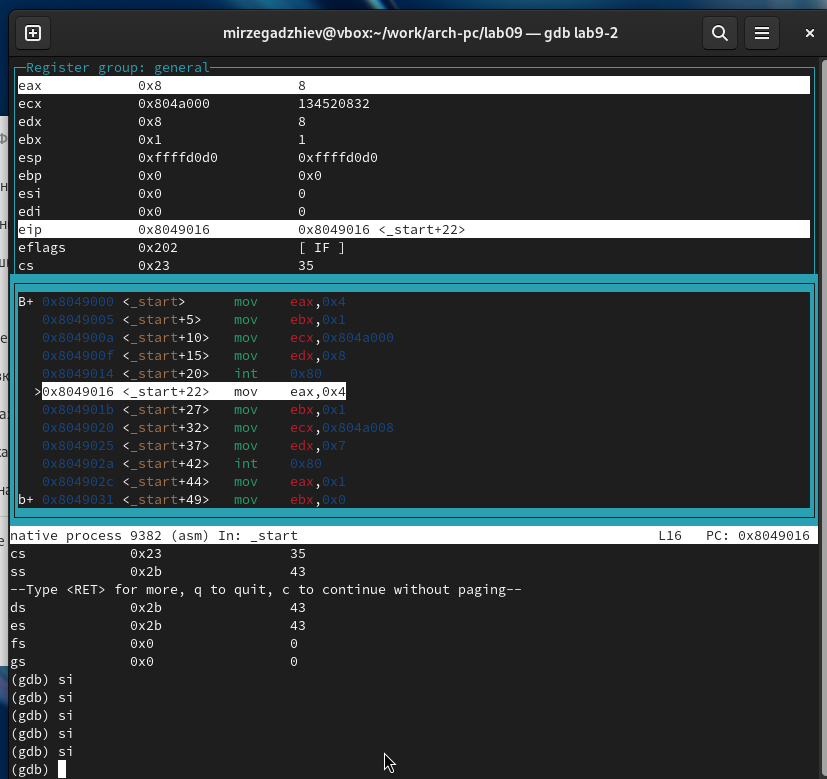 mirzegadzhiev@vbox:~/work/arch-pc/lab09 — gdb lab9-2
Register group: general
eax 0x8 8
ecx 0x804a000 134520832
edx 0x8 8
ebx 0x1 1
esp 0xffffd0d0 0xffffd0d0
ebp 0x0 0x0
esi 0x0 0
edi 0x0 0
eip 0x8049016 0x8049016 <_start+22>
eflags 0x202 [ IF ]
cs 0x23 35
B+ 0x8049000 <_start> mov eax,0x4
0x8049005 <_start+5> mov ebx,0x1
0x804900a <_start+10> mov ecx,0x804a000
0x804900f <_start+15> mov edx,0x8
0x8049014 <_start+20> int 0x80
>0x8049016 <_start+22> mov eax,0x4
0x804901b <_start+27> mov ebx,0x1
0x8049020 <_start+32> mov ecx,0x804a008
0x8049025 <_start+37> mov edx,0x7
0x804902a <_start+42> int 0x80
0x804902c <_start+44> mov eax,0x1
b+ 0x8049031 <_start+49> mov ebx,0x0
native process 9382 (asm) In: _start L16 PC: 0x8049016
cs 0x23 35
ss 0x2b 43
--Type <RET> for more, q to quit, c to continue without paging--
ds 0x2b 43
es 0x2b 43
fs 0x0 0
gs 0x0 0
(gdb) si
(gdb) si
(gdb) si
(gdb) si
(gdb) si
(gdb)